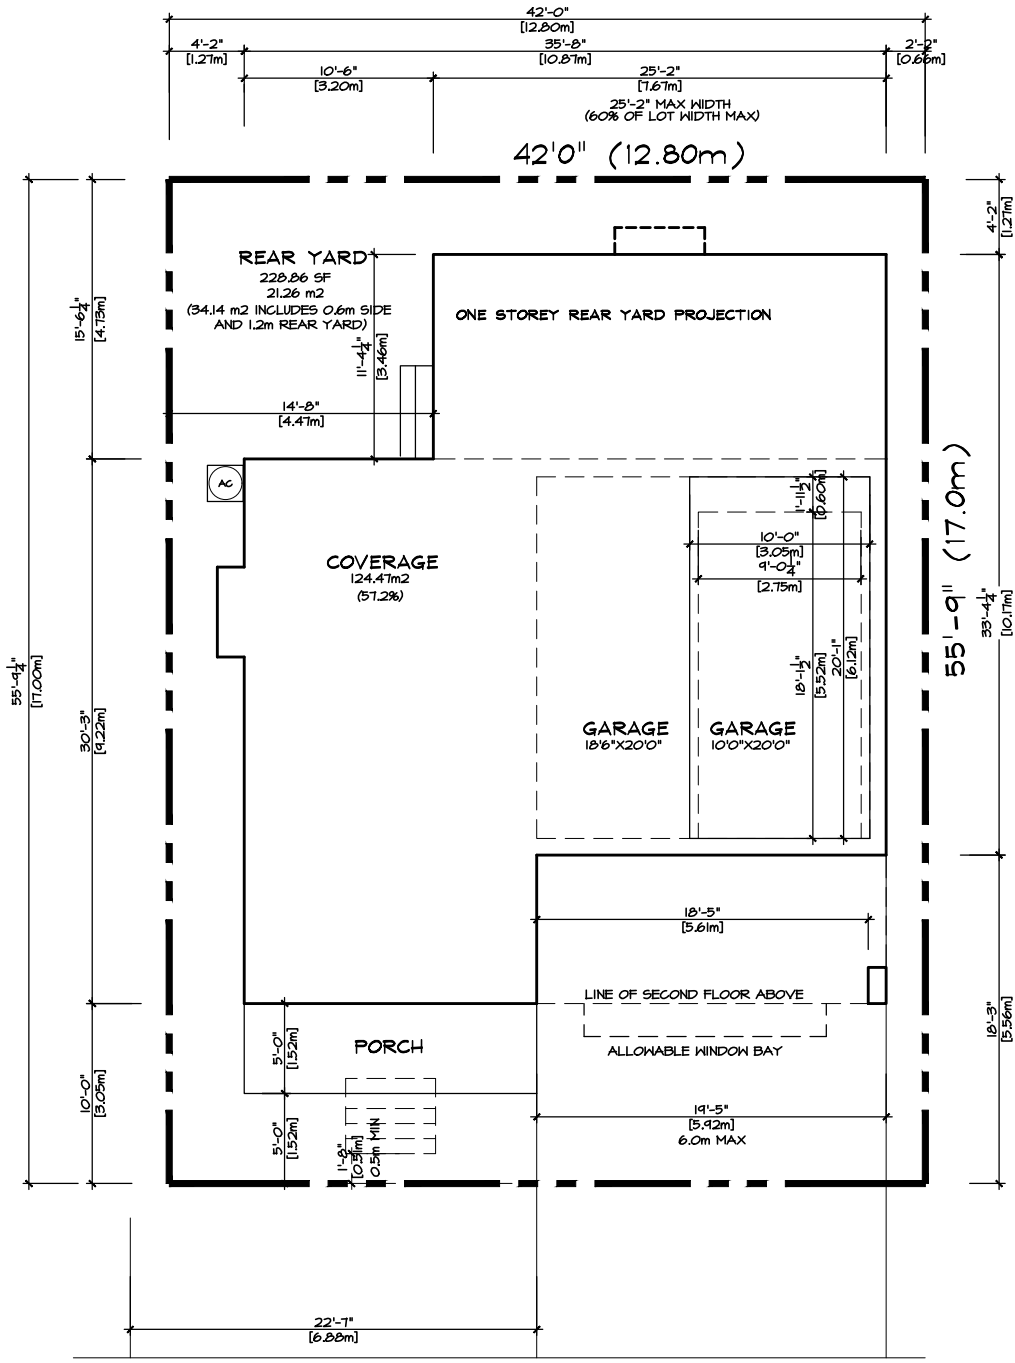 42'-0"
[12.80m]
4'-2"
[1.27m]
35'-8"
[10.87m]
2'-2"
[0.66m]
10'-6"
[3.20m]
25'-2"
[7.67m]
25'-2" MAX WIDTH
(60% OF LOT WIDTH MAX)
42'0" (12.80m)
4'-2"
[1.27m]
REAR YARD
228.86 SF
21.26 m2
(34.14 m2 INCLUDES 0.6m SIDE
AND 1.2m REAR YARD)
15'-6¼"
[4.73m]
ONE STOREY REAR YARD PROJECTION
11'-4¼"
[3.46m]
14'-8"
[4.47m]
AC
1'-11½"
[0.60m]
55'-9" (17.0m)
10'-0"
[3.05m]
9'-0¼"
[2.75m]
COVERAGE
124.47m2
(57.2%)
33'-4¼"
[10.17m]
18'-1½"
[5.52m]
20'-1"
[6.12m]
55'-9¼"
[17.00m]
30'-3"
[9.22m]
GARAGE
18'6"X20'0"
GARAGE
10'0"X20'0"
18'-5"
[5.61m]
LINE OF SECOND FLOOR ABOVE
18'-3"
[5.56m]
5'-0"
[1.52m]
PORCH
ALLOWABLE WINDOW BAY
10'-0"
[3.05m]
5'-0"
[1.52m]
1'-8"
[0.51m]
0.5m MIN
19'-5"
[5.92m]
6.0m MAX
22'-7"
[6.88m]